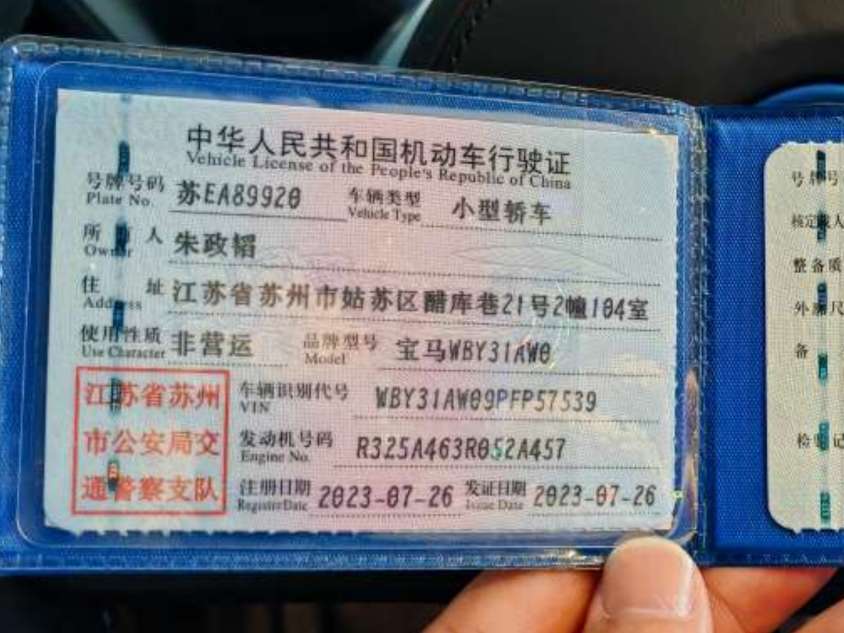 中华人民共和国机动车行驶证
Vehicle License of the People's Republic of China
号牌号码 苏EA89920 车辆类型 小型轿车
Plate No. Vehicle Type
所有人 朱政韬
Owner
住址 江苏省苏州市姑苏区醋库巷21号2幢104室
Address
使用性质 非营运 品牌型号 宝马WBY31AW0
Use Character Model
江苏省苏州
市公安局交
通警察支队
车辆识别代号 WBY31AW09PFP57539
VIN
发动机号码 R325A463R052A457
Engine No.
注册日期 2023-07-26 发证日期 2023-07-26
Register Date Issue Date
号牌号
核定载人
整备质
外廓尺
备
检验记